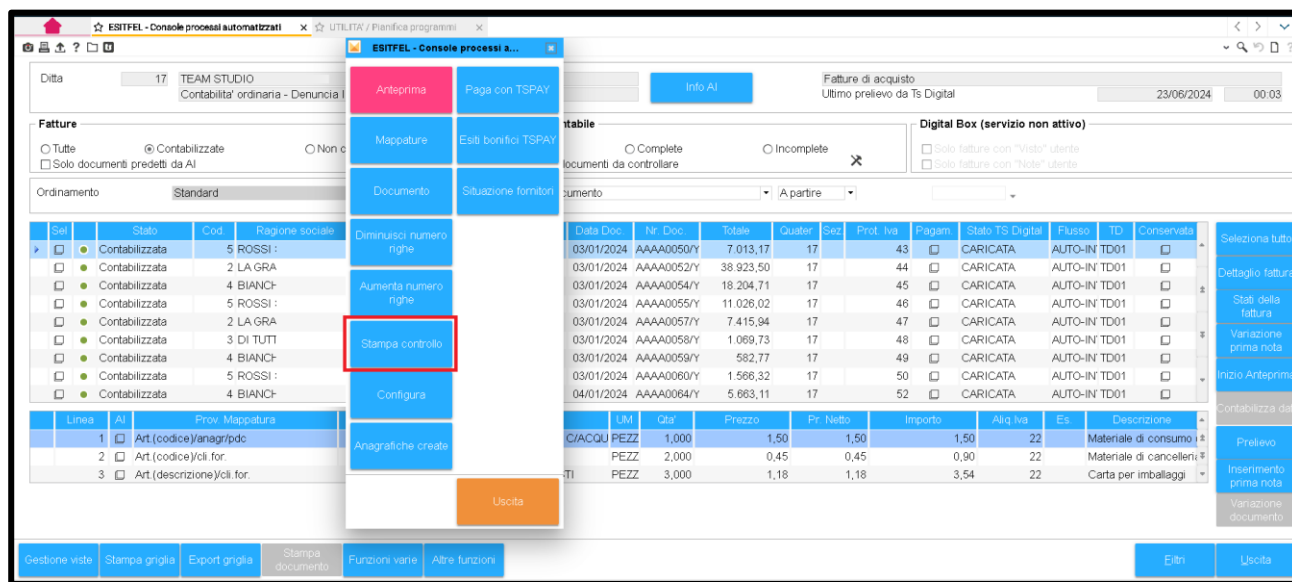 ESITFEL - Console processi automatizzati x UTILITA' / Pianifica programmi x
ESITFEL - Console processi a...
Ditta 17 TEAM STUDIO
Contabilita' ordinaria - Denuncia
Info AI
Fatture di acquisto
Ultimo prelievo da Ts Digital 23/06/2024 00:03
Fatture
Tutte Contabilizzate Non c
Solo documenti predetti da AI
ntabile
Complete Incomplete
documenti da controllare
Digital Box (servizio non attivo)
Solo fatture con "Visto" utente
Solo fatture con "Note" utente
Ordinamento Standard
cumento A partire
Anteprima Paga con TSPAY
Mappature Esiti bonifici TSPAY
Documento Situazione fornitori
Diminuisci numero
righe
Aumenta numero
righe
Stampa controllo
Configura
Anagrafiche create
Uscita
Sel Stato Cod. Ragione sociale Data Doc. Nr. Doc. Totale Quater Sez Prot. Iva Pagam. Stato TS Digital Flusso TD Conservata
Contabilizzata 5 ROSSI : 03/01/2024 AAAA0050/Y 7.013,17 17 43 CARICATA AUTO-IN' TD01
Contabilizzata 2 LA GRA 03/01/2024 AAAA0052/Y 38.923,50 17 44 CARICATA AUTO-IN' TD01
Contabilizzata 4 BIANCH 03/01/2024 AAAA0054/Y 18.204,71 17 45 CARICATA AUTO-IN' TD01
Contabilizzata 5 ROSSI : 03/01/2024 AAAA0055/Y 11.026,02 17 46 CARICATA AUTO-IN' TD01
Contabilizzata 2 LA GRA 03/01/2024 AAAA0057/Y 7.415,94 17 47 CARICATA AUTO-IN' TD01
Contabilizzata 3 DI TUTT 03/01/2024 AAAA0058/Y 1.069,73 17 48 CARICATA AUTO-IN' TD01
Contabilizzata 4 BIANCH 03/01/2024 AAAA0059/Y 582,77 17 49 CARICATA AUTO-IN' TD01
Contabilizzata 5 ROSSI : 03/01/2024 AAAA0060/Y 1.566,32 17 50 CARICATA AUTO-IN' TD01
Contabilizzata 4 BIANCH 04/01/2024 AAAA0064/Y 5.663,11 17 52 CARICATA AUTO-IN' TD01
Linea AI Prov. Mappatura UM Qta' Prezzo Pr. Netto Importo Aliq.Iva Es. Descrizione
1 Art.(codice)/anagr/pdc C/ACQU PEZZ 1,000 1,50 1,50 1,50 22 Materiale di consumo
2 Art.(codice)/cli.for. PEZZ 2,000 0,45 0,45 0,90 22 Materiale di cancelleria
3 Art.(descrizione)/cli.for. STI PEZZ 3,000 1,18 1,18 3,54 22 Carta per imballaggi
Seleziona tutto
Dettaglio fattura
Stati della
fattura
Variazione
prima nota
Inizio Anteprima
Contabilizza dal
Prelievo
Inserimento
prima nota
Variazione
documento
Gestione viste Stampa griglia Export griglia Stampa
documento Funzioni varie Altre funzioni Filtri Uscita